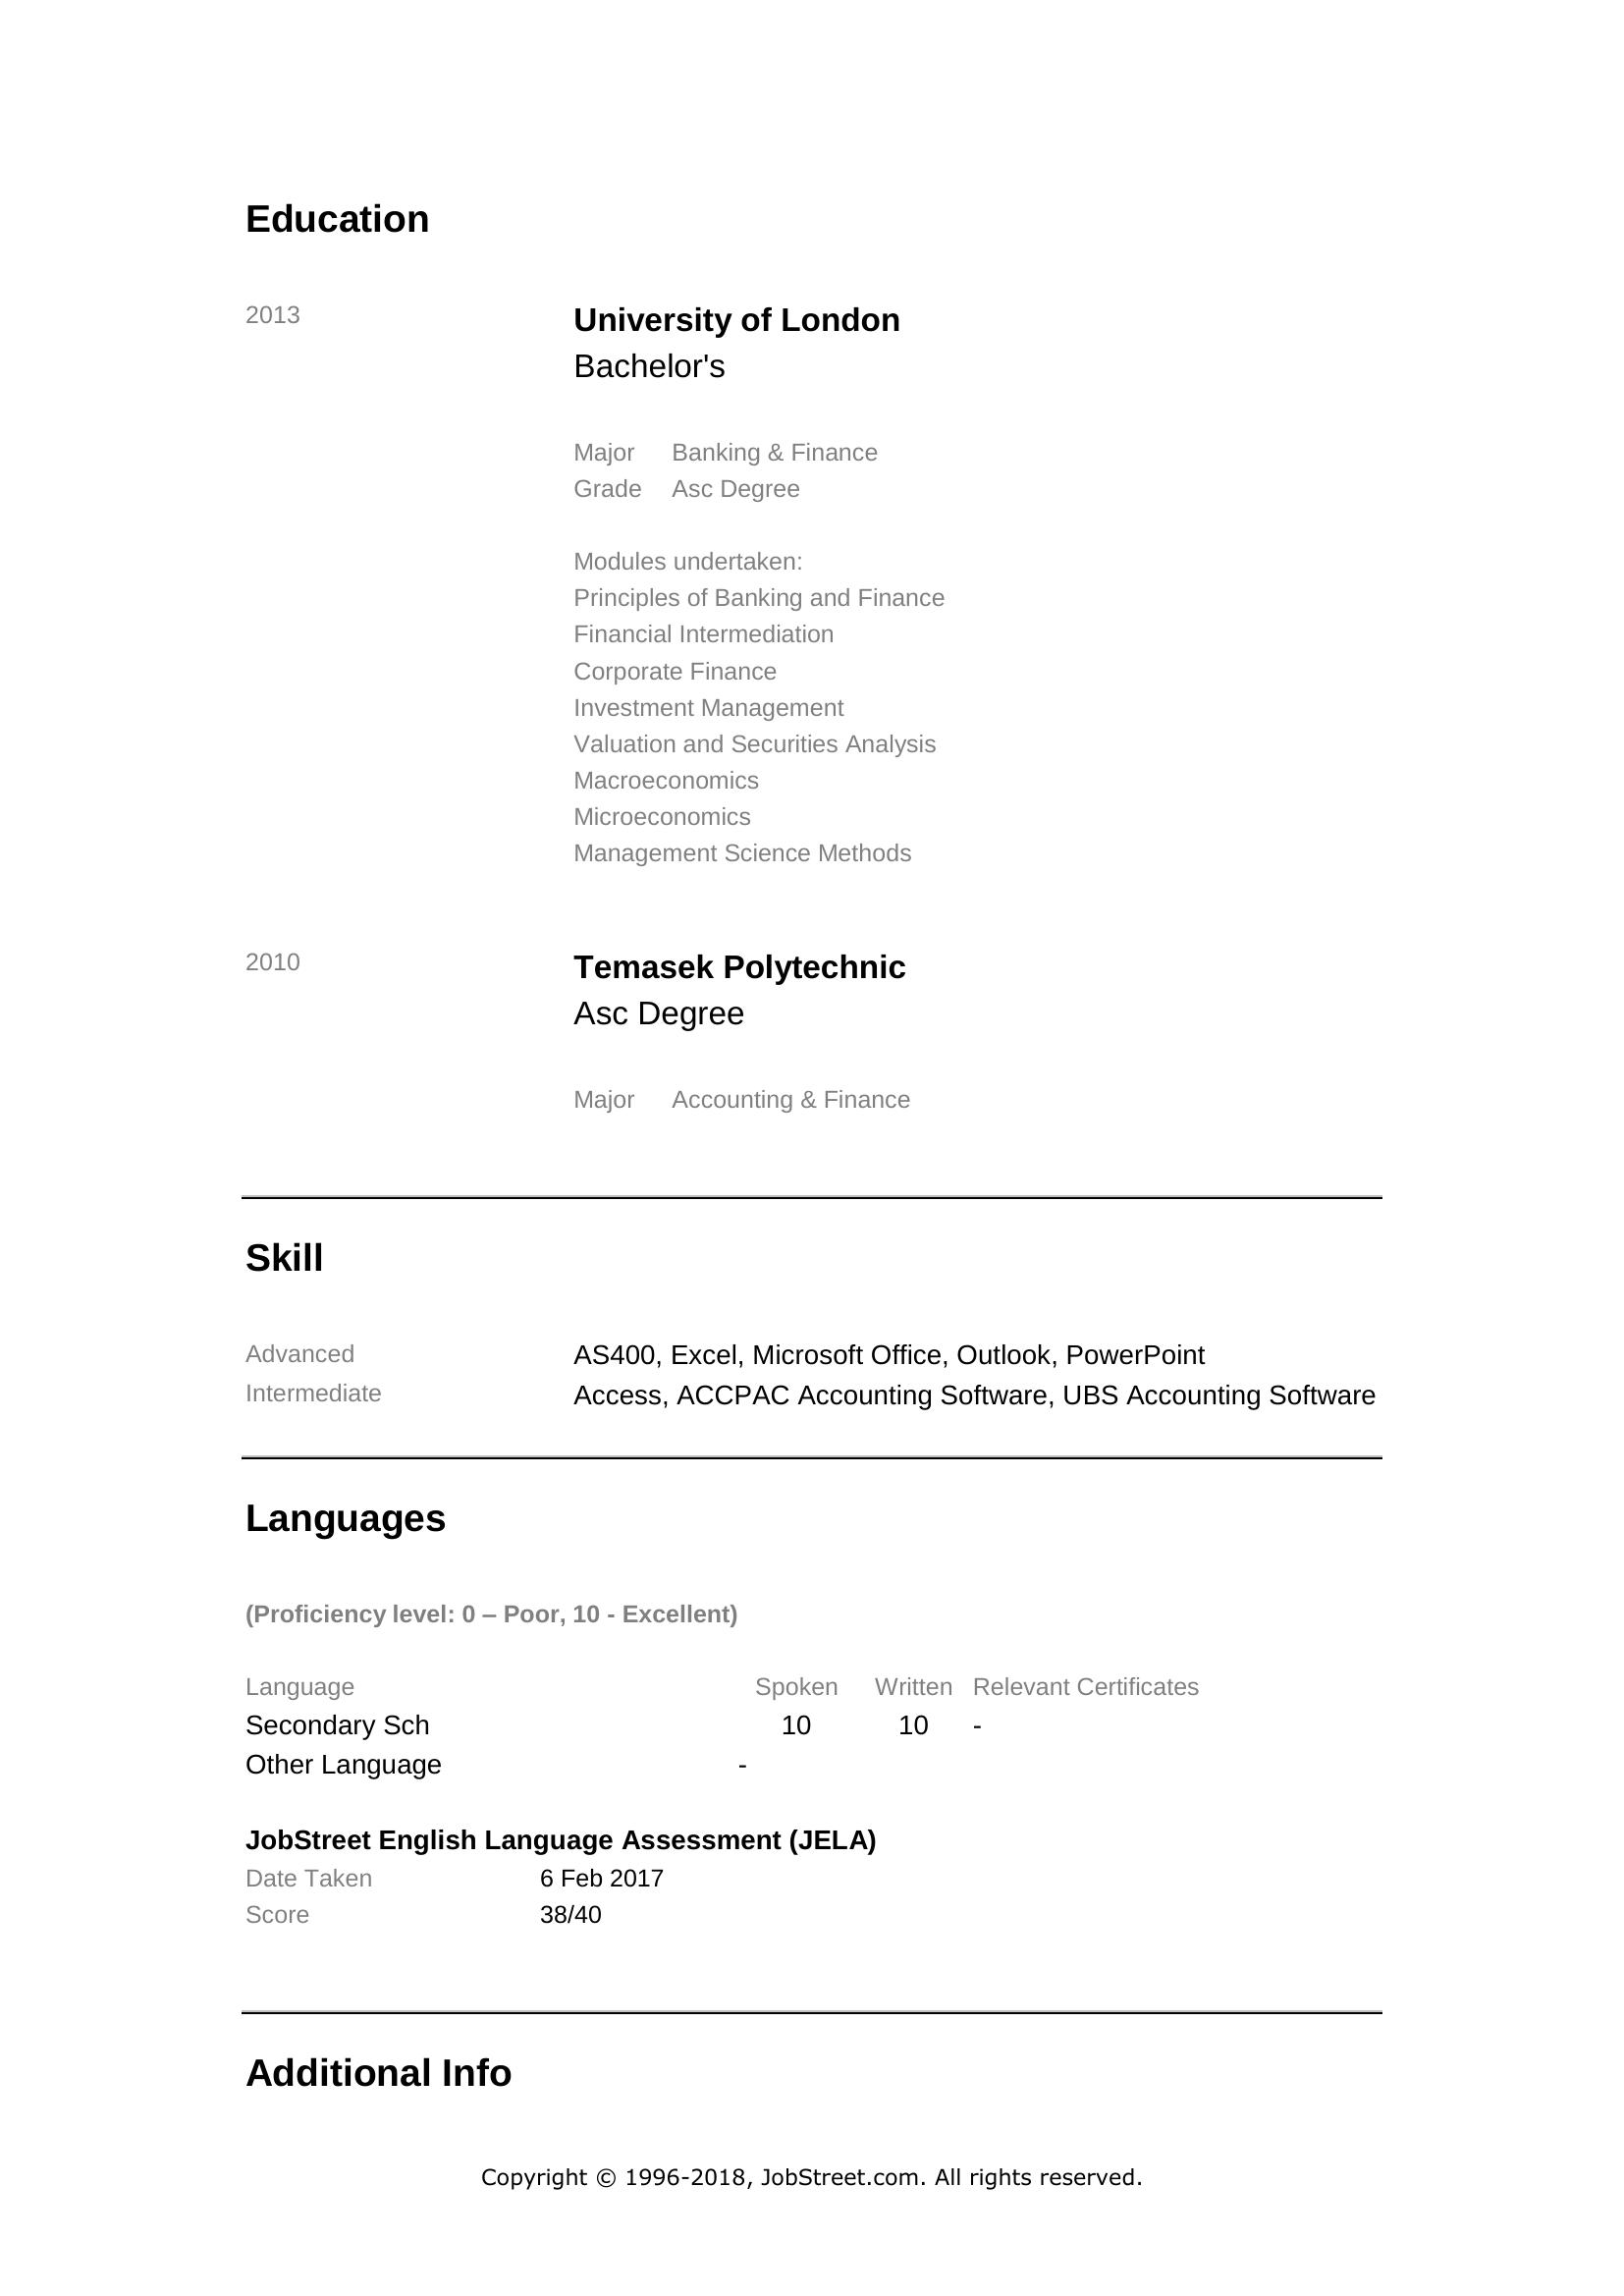 Education
2013 University of London
Bachelor's
Major Banking & Finance
Grade Asc Degree
Modules undertaken:
Principles of Banking and Finance
Financial Intermediation
Corporate Finance
Investment Management
Valuation and Securities Analysis
Macroeconomics
Microeconomics
Management Science Methods
2010 Temasek Polytechnic
Asc Degree
Major Accounting & Finance
Skill
Advanced AS400, Excel, Microsoft Office, Outlook, PowerPoint
Intermediate Access, ACCPAC Accounting Software, UBS Accounting Software
Languages
(Proficiency level: 0 – Poor, 10 - Excellent)
Language Spoken Written Relevant Certificates
Secondary Sch 10 10 -
Other Language -
JobStreet English Language Assessment (JELA)
Date Taken 6 Feb 2017
Score 38/40
Additional Info
Copyright © 1996-2018, JobStreet.com. All rights reserved.